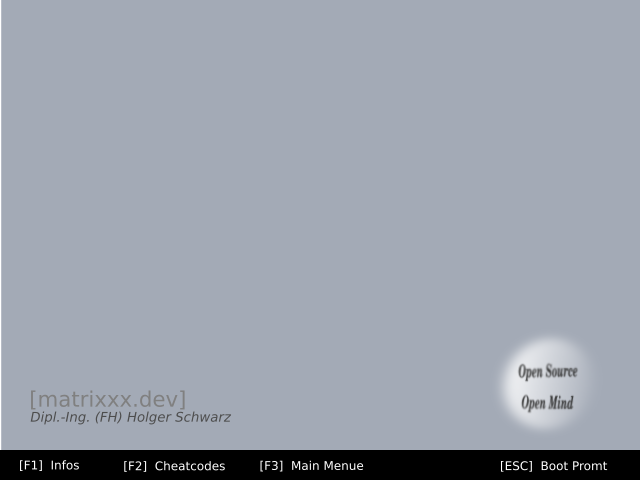 Open Source
Open Mind
[matrixxx.dev]
Dipl.-Ing. (FH) Holger Schwarz
[F1] Infos [F2] Cheatcodes [F3] Main Menue [ESC] Boot Promt